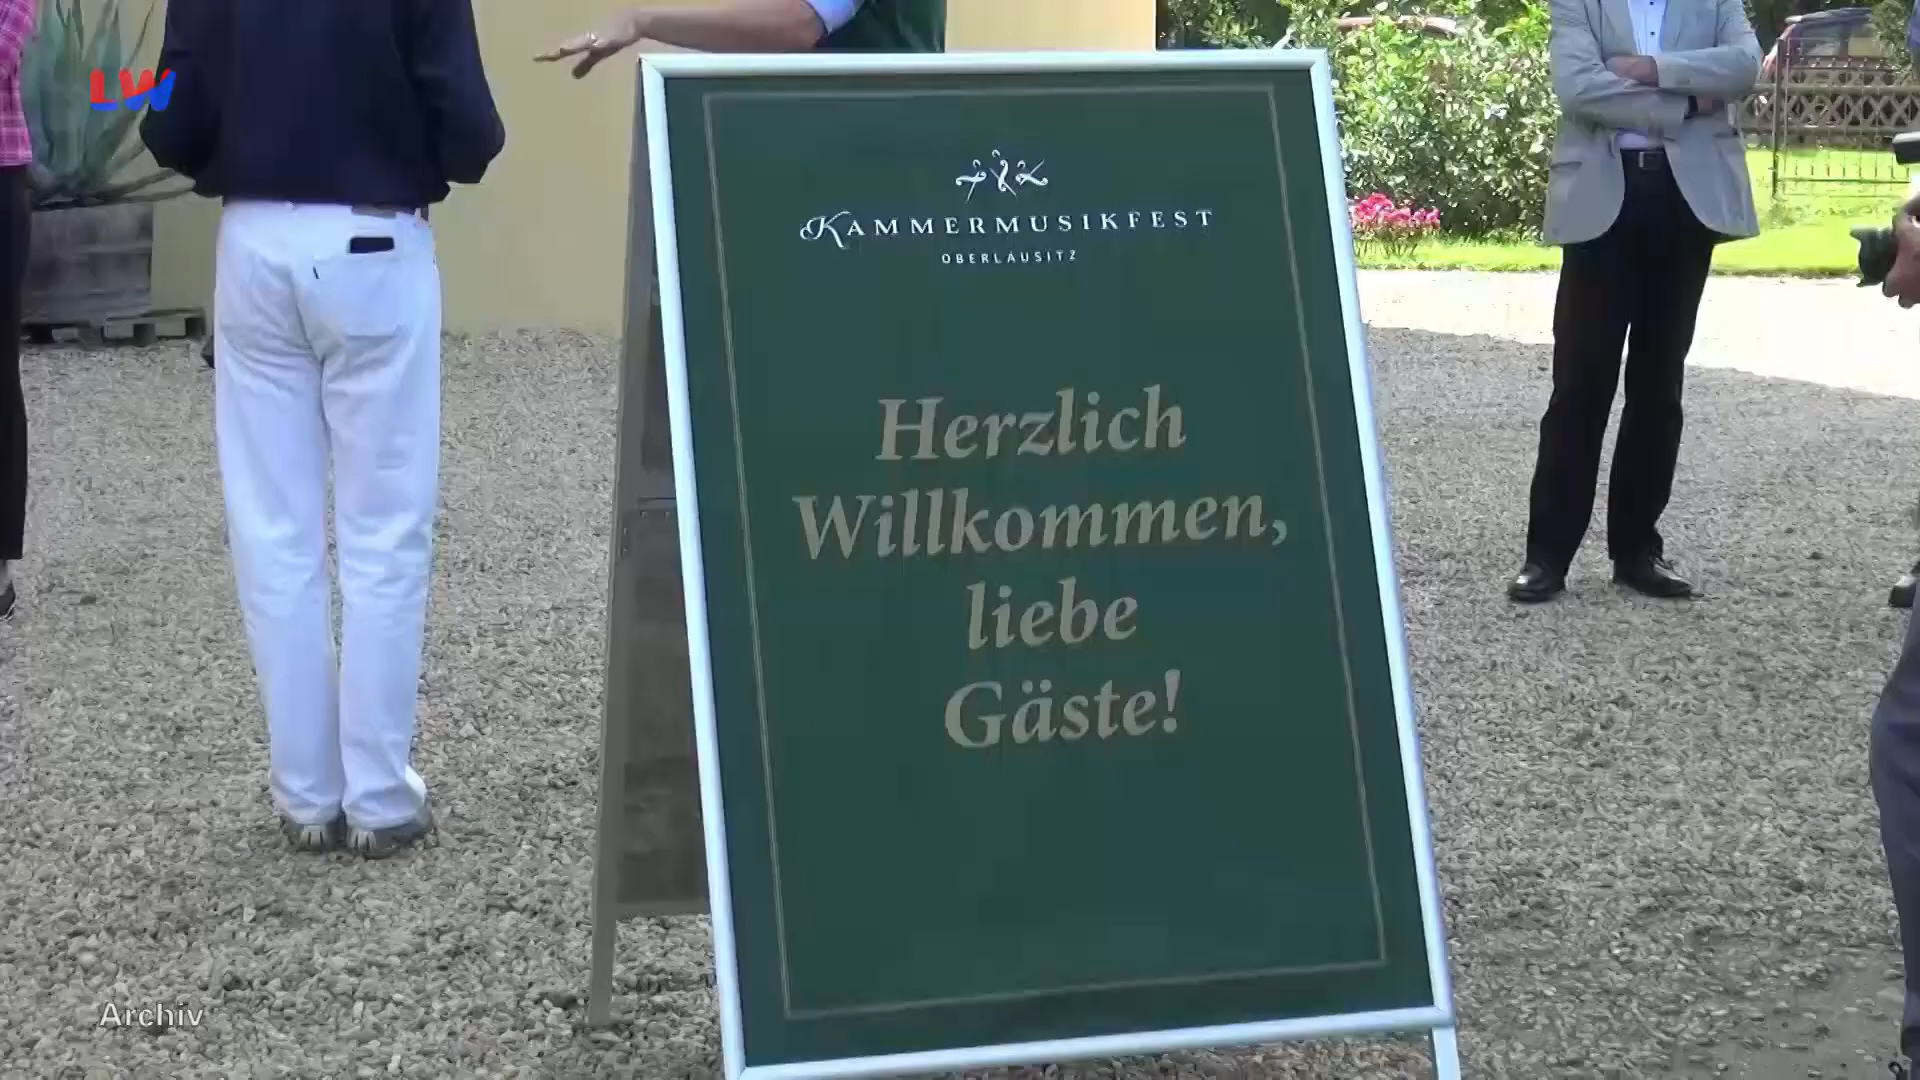 LW
KAMMERMUSIKFEST
OBERLAUSITZ
Herzlich
Willkommen,
liebe
Gäste!
Archiv